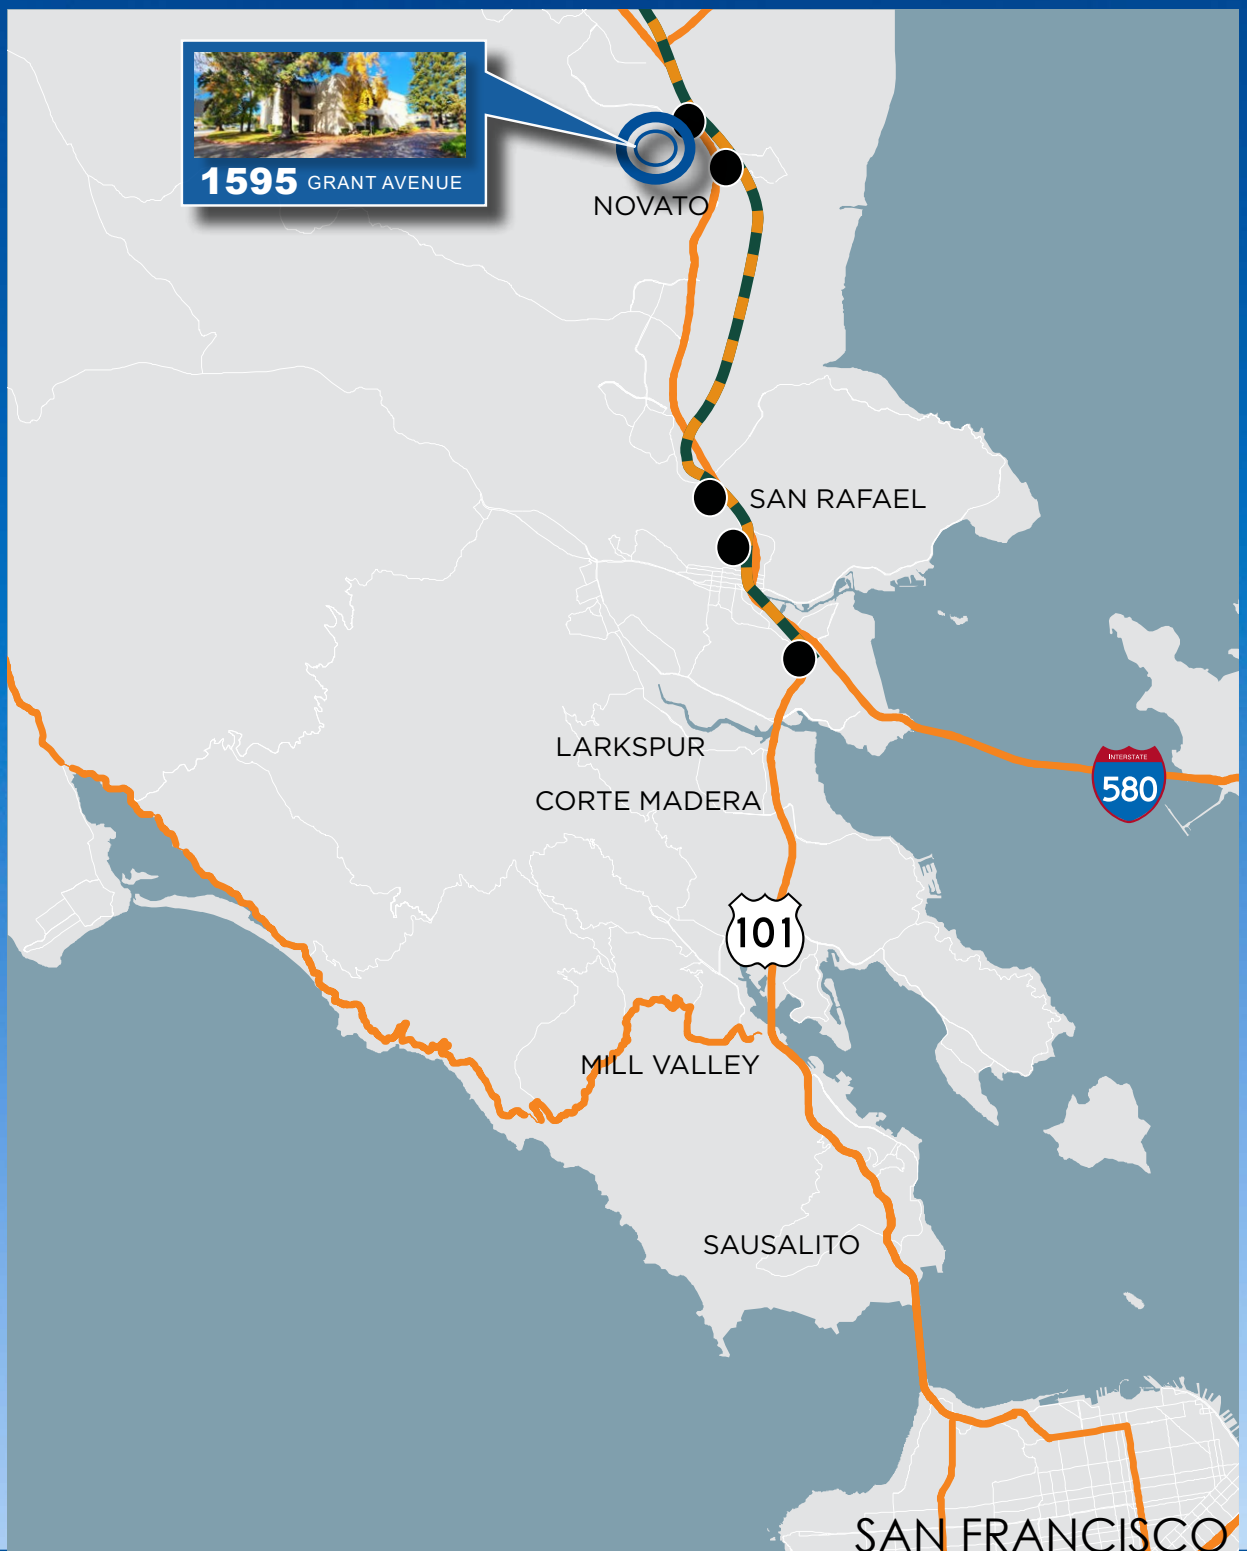 1595 GRANT AVENUE
NOVATO
SAN RAFAEL
LARKSPUR
INTERSTATE
580
CORTE MADERA
101
MILL VALLEY
SAUSALITO
SAN FRANCISCO